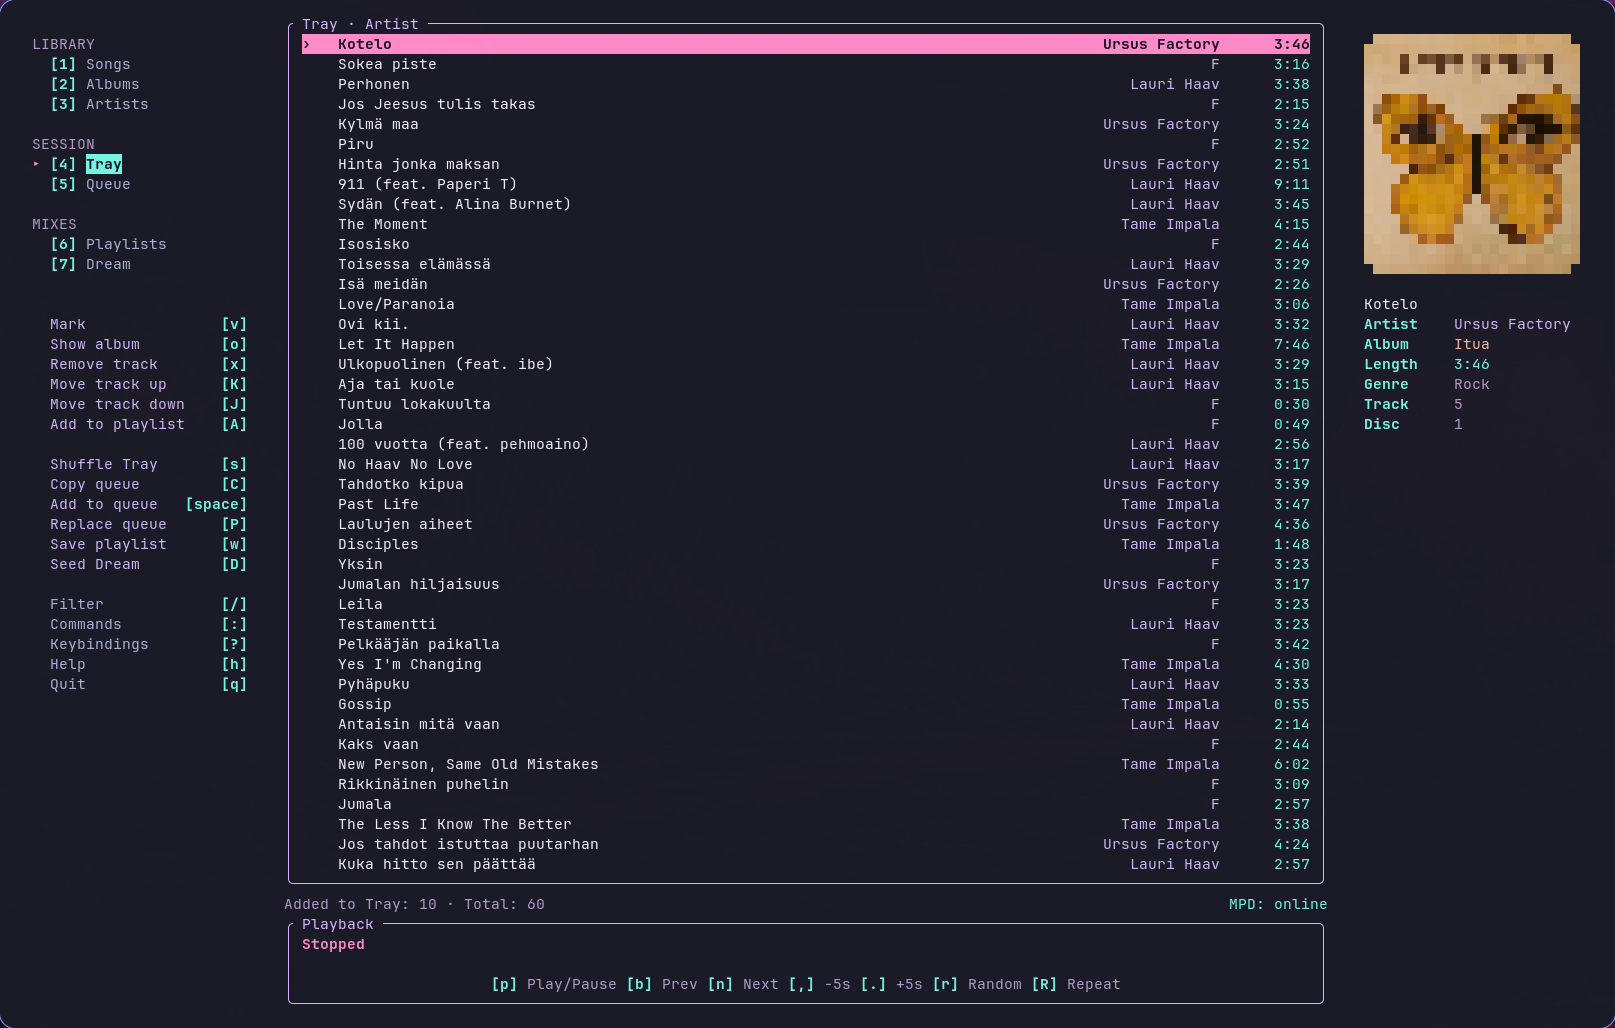 LIBRARY
[1] Songs
[2] Albums
[3] Artists
SESSION
▸ [4] Tray
[5] Queue
MIXES
[6] Playlists
[7] Dream
Mark [v]
Show album [o]
Remove track [x]
Move track up [K]
Move track down [J]
Add to playlist [A]
Shuffle Tray [s]
Copy queue [C]
Add to queue [space]
Replace queue [P]
Save playlist [w]
Seed Dream [D]
Filter [/]
Commands [:]
Keybindings [?]
Help [h]
Quit [q]
Tray · Artist
› Kotelo Ursus Factory 3:46
Sokea piste F 3:16
Perhonen Lauri Haav 3:38
Jos Jeesus tulis takas F 2:15
Kylmä maa Ursus Factory 3:24
Piru F 2:52
Hinta jonka maksan Ursus Factory 2:51
911 (feat. Paperi T) Lauri Haav 9:11
Sydän (feat. Alina Burnet) Lauri Haav 3:45
The Moment Tame Impala 4:15
Isosisko F 2:44
Toisessa elämässä Lauri Haav 3:29
Isä meidän Ursus Factory 2:26
Love/Paranoia Tame Impala 3:06
Ovi kii. Lauri Haav 3:32
Let It Happen Tame Impala 7:46
Ulkopuolinen (feat. ibe) Lauri Haav 3:29
Aja tai kuole Lauri Haav 3:15
Tuntuu lokakuulta F 0:30
Jolla F 0:49
100 vuotta (feat. pehmoaino) Lauri Haav 2:56
No Haav No Love Lauri Haav 3:17
Tahdotko kipua Ursus Factory 3:39
Past Life Tame Impala 3:47
Laulujen aiheet Ursus Factory 4:36
Disciples Tame Impala 1:48
Yksin F 3:23
Jumalan hiljaisuus Ursus Factory 3:17
Leila F 3:23
Testamentti Lauri Haav 3:23
Pelkääjän paikalla F 3:42
Yes I'm Changing Tame Impala 4:30
Pyhäpuku Lauri Haav 3:33
Gossip Tame Impala 0:55
Antaisin mitä vaan Lauri Haav 2:14
Kaks vaan F 2:44
New Person, Same Old Mistakes Tame Impala 6:02
Rikkinäinen puhelin F 3:09
Jumala F 2:57
The Less I Know The Better Tame Impala 3:38
Jos tahdot istuttaa puutarhan Ursus Factory 4:24
Kuka hitto sen päättää Lauri Haav 2:57
Added to Tray: 10 · Total: 60 MPD: online
Playback
Stopped
[p] Play/Pause [b] Prev [n] Next [,] -5s [.] +5s [r] Random [R] Repeat
Kotelo
Artist Ursus Factory
Album Itua
Length 3:46
Genre Rock
Track 5
Disc 1